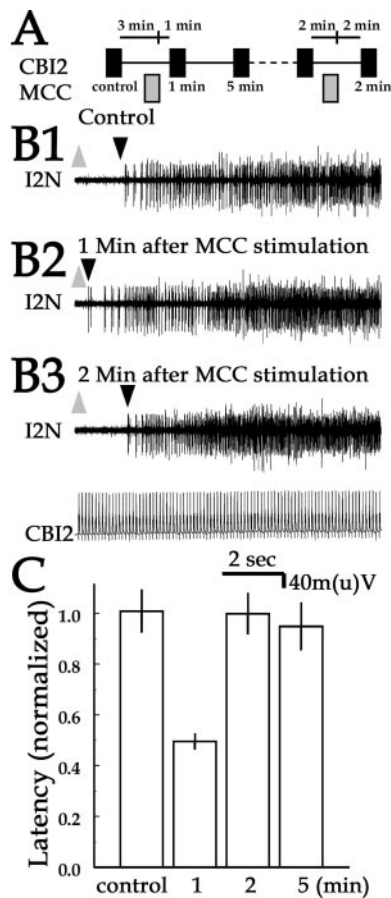 A
3 min 1 min 2 min 2 min
CBI2
control 1 min 5 min 2 min
MCC
Control
B1
I2N
B2
1 Min after MCC stimulation
I2N
B3
2 Min after MCC stimulation
I2N
CBI2
C
2 sec
40m(u)V
Latency (normalized)
1.0
0.8
0.6
0.4
0.2
0.0
control 1 2 5 (min)